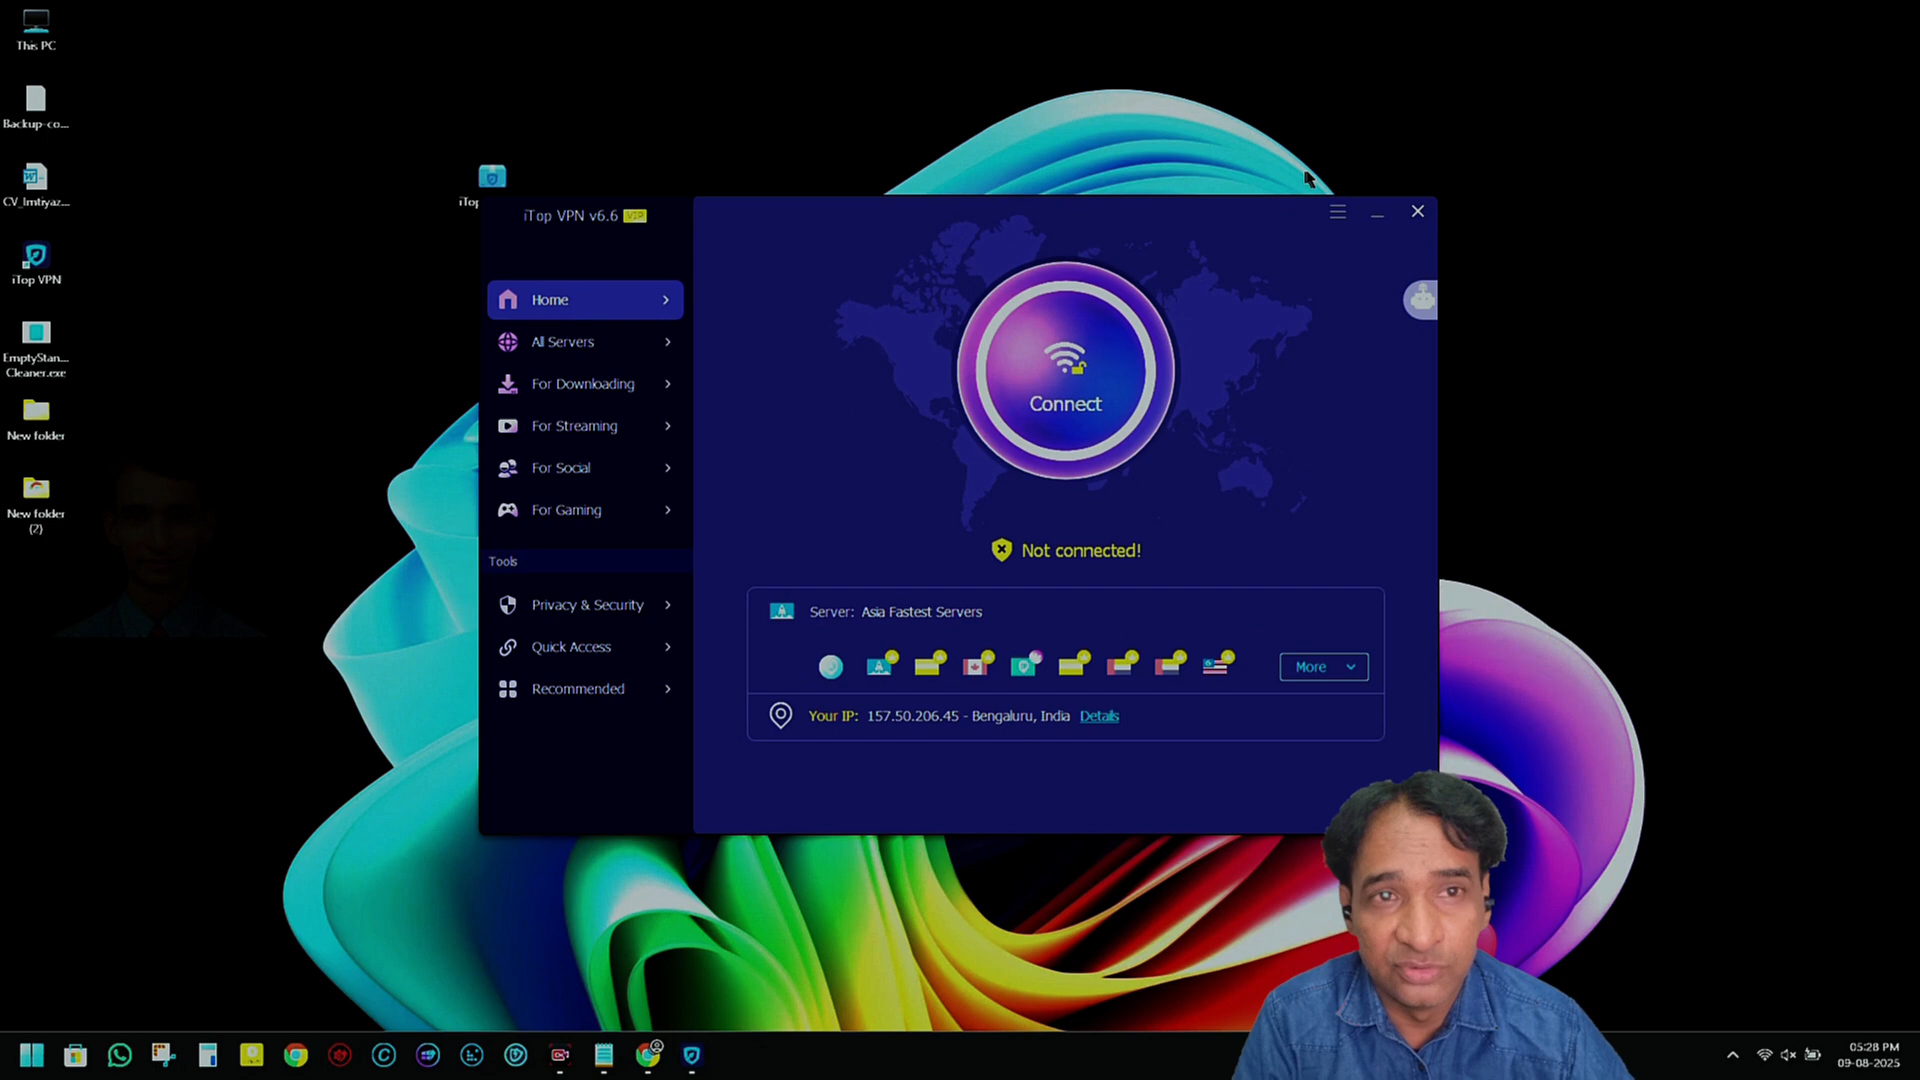 This PC
Backup-co...
CV_Imtiyaz...
iTop VPN
EmptyStan...
Cleaner.exe
New folder
New folder
(2)
iTop
iTop VPN v6.6 VIP
Home
All Servers
For Downloading
For Streaming
For Social
For Gaming
Tools
Privacy & Security
Quick Access
Recommended
Connect
Not connected!
Server: Asia Fastest Servers
More
Your IP: 157.50.206.45 - Bengaluru, India Details
05:28 PM
09-08-2025